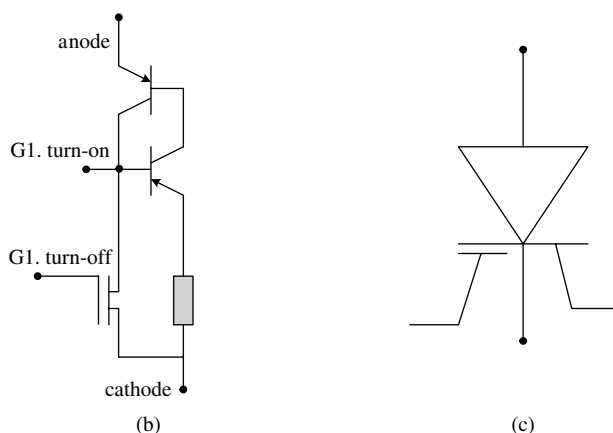 anode
G1. turn-on
G1. turn-off
cathode
(b)
(c)